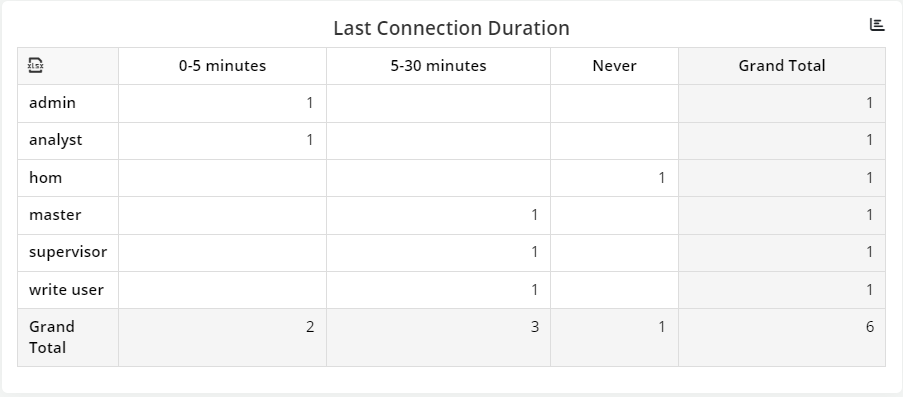 Last Connection Duration
xlsx 0-5 minutes 5-30 minutes Never Grand Total
admin 1 1
analyst 1 1
hom 1 1
master 1 1
supervisor 1 1
write user 1 1
Grand Total 2 3 1 6